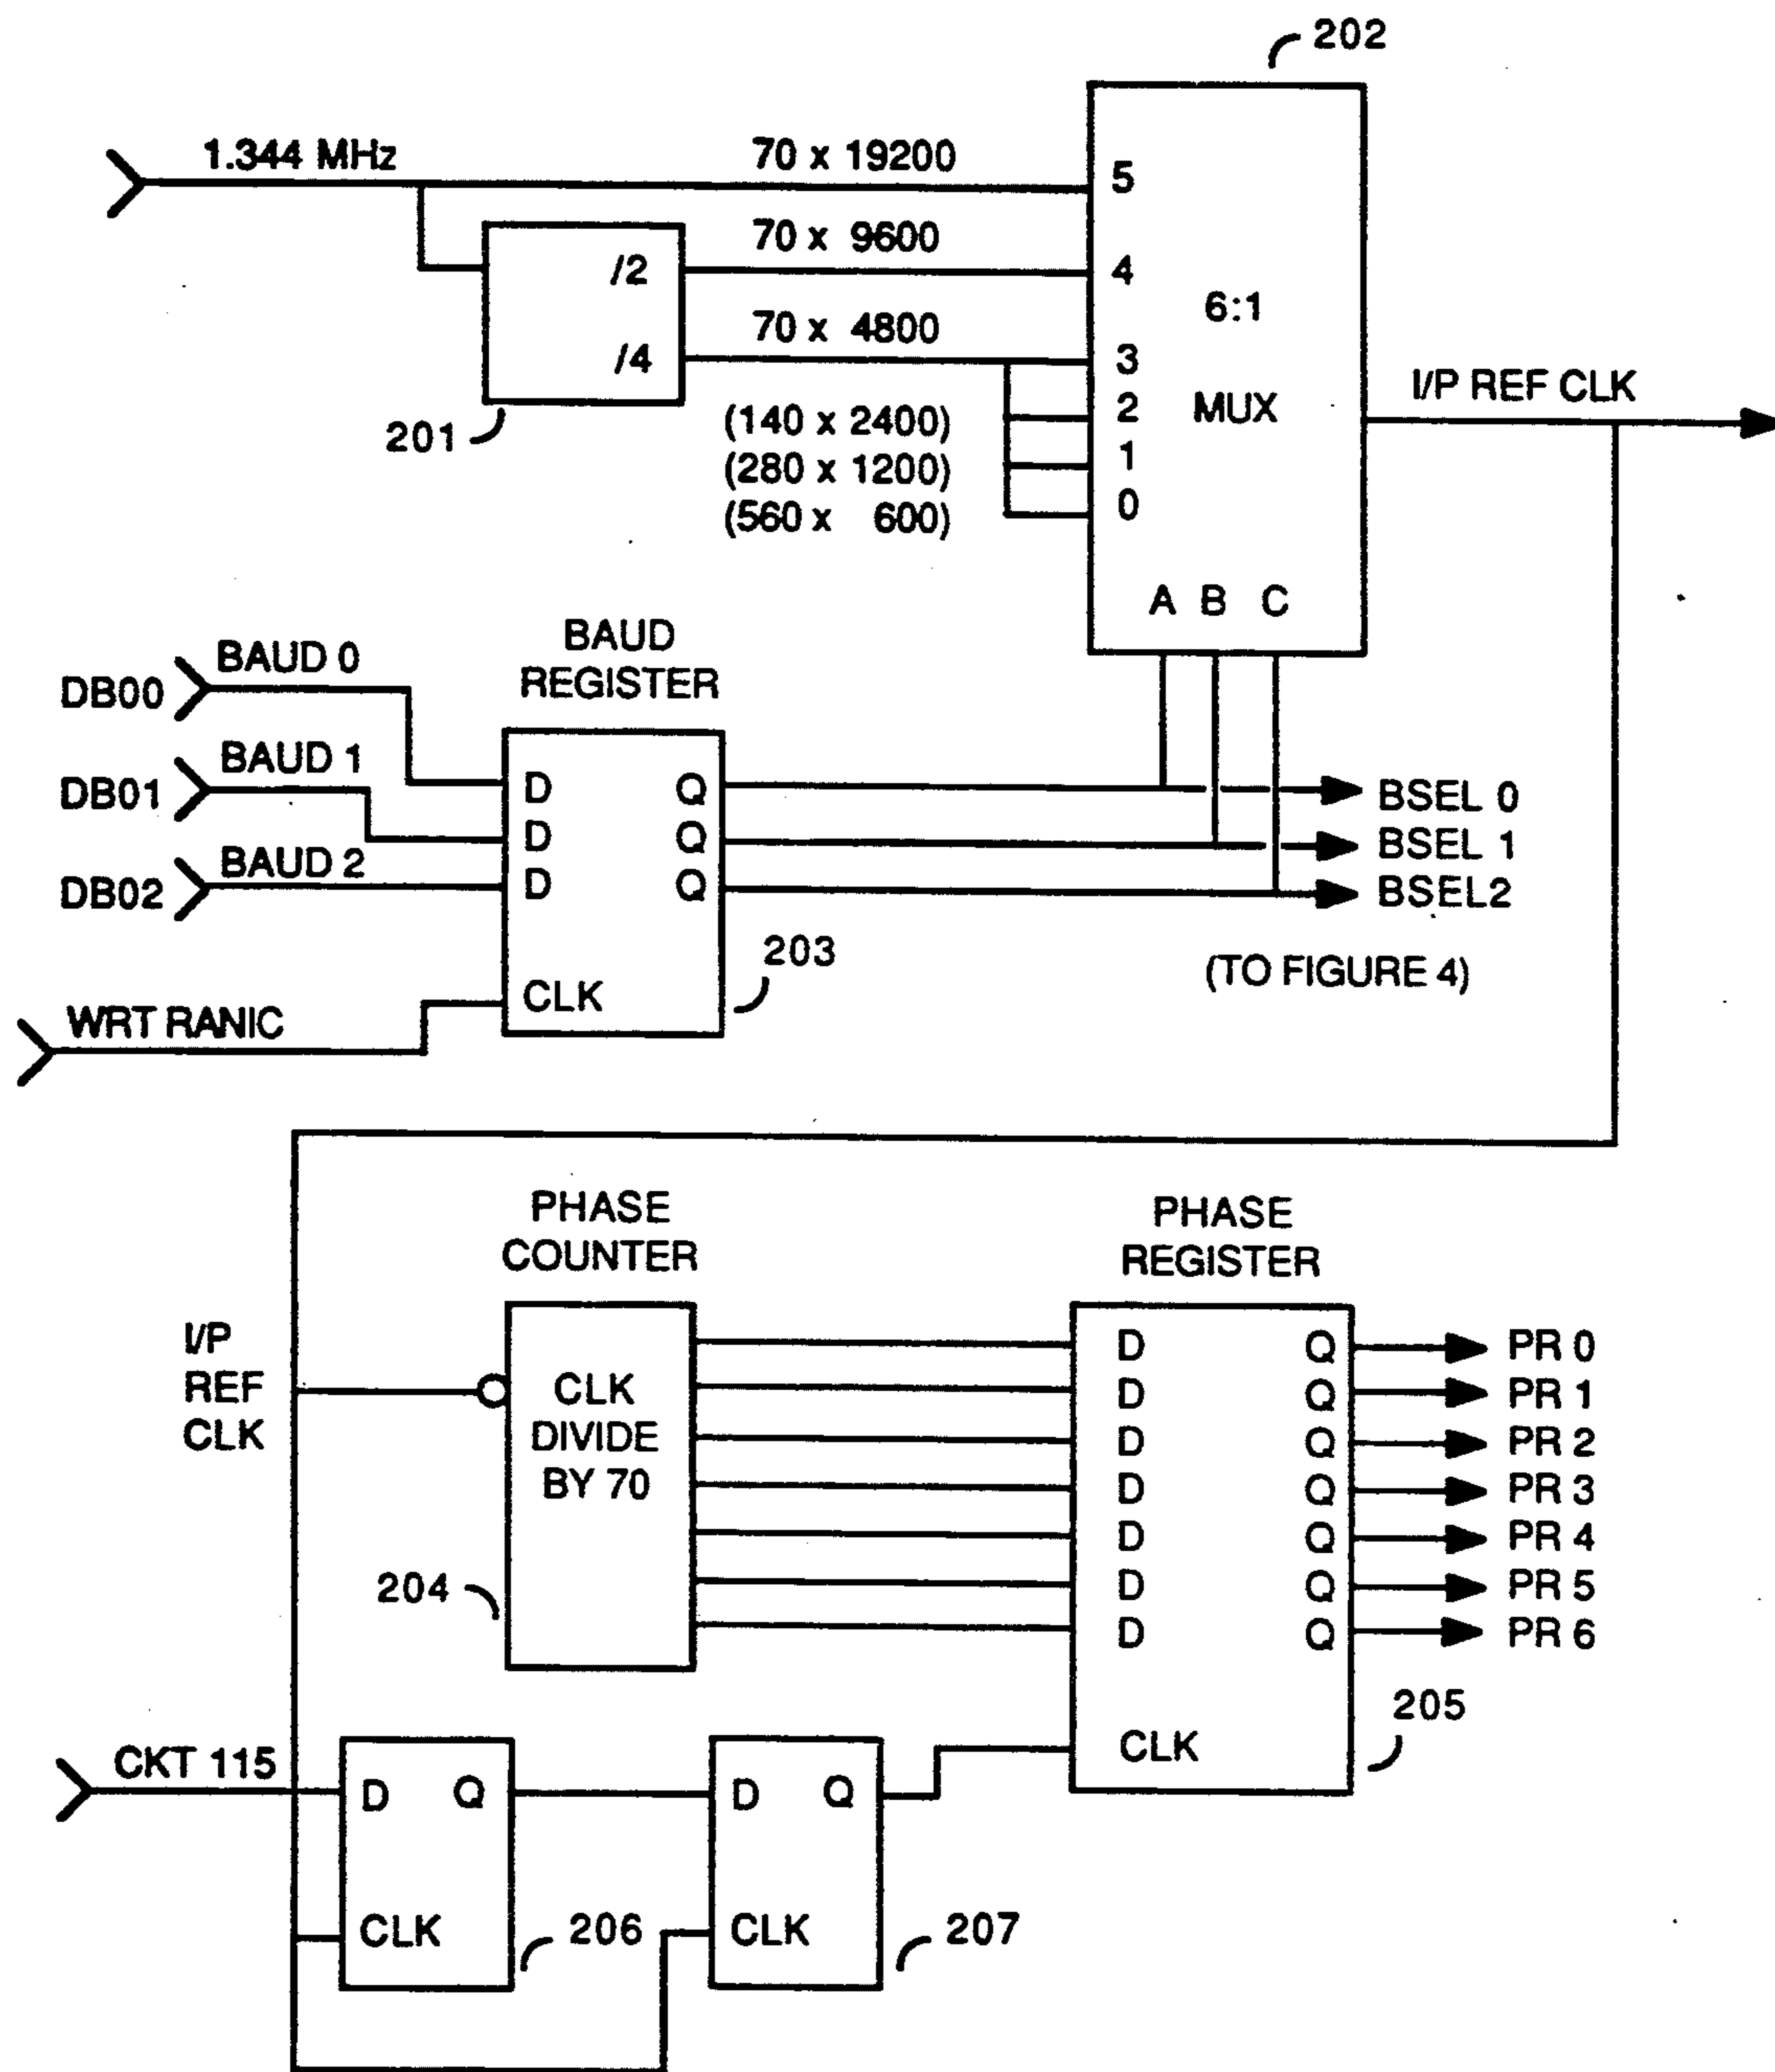 202
1.344 MHz
70 x 19200
5
/2
70 x 9600
4
6:1
/4
70 x 4800
3
201
(140 x 2400)
2
MUX
I/P REF CLK
(280 x 1200)
1
(560 x 600)
0
A B C
BAUD
REGISTER
DB00
BAUD 0
DB01
BAUD 1
DB02
BAUD 2
D Q
D Q
D Q
BSEL 0
BSEL 1
BSEL2
CLK
203
(TO FIGURE 4)
WRT RANIC
PHASE
COUNTER
PHASE
REGISTER
I/P
REF
CLK
CLK
DIVIDE
BY 70
D Q PR 0
D Q PR 1
D Q PR 2
D Q PR 3
D Q PR 4
D Q PR 5
D Q PR 6
204
205
CLK
CKT 115
D Q
D Q
CLK
206
CLK
207